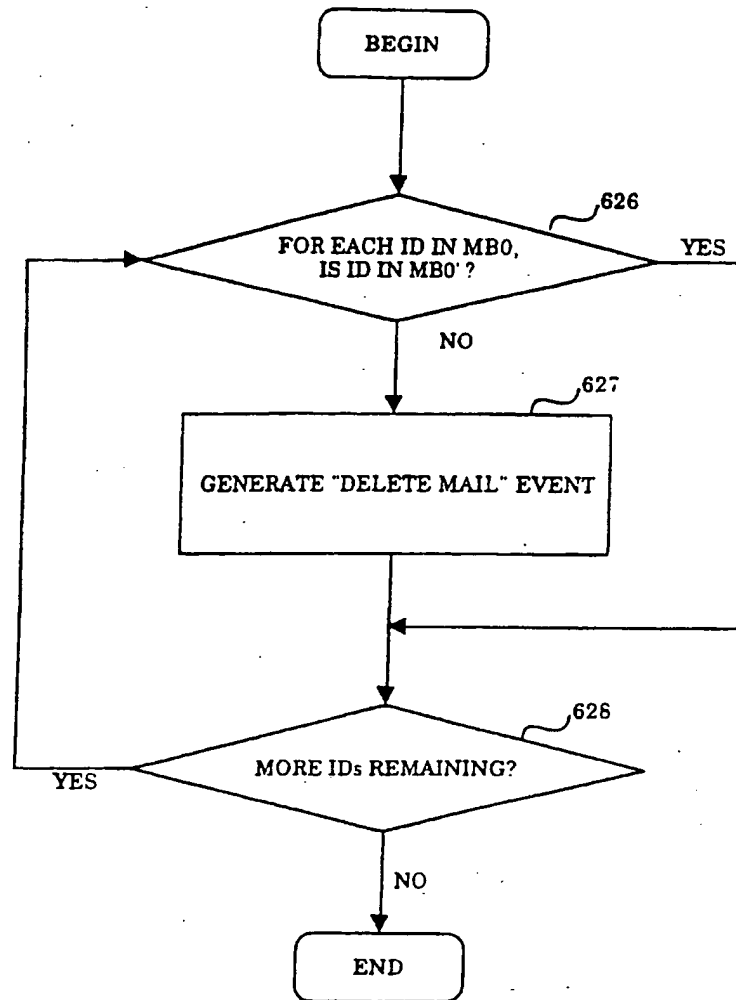 BEGIN
626
FOR EACH ID IN MB0,
IS ID IN MB0' ?
YES
NO
627
GENERATE "DELETE MAIL" EVENT
628
MORE IDs REMAINING?
YES
NO
END